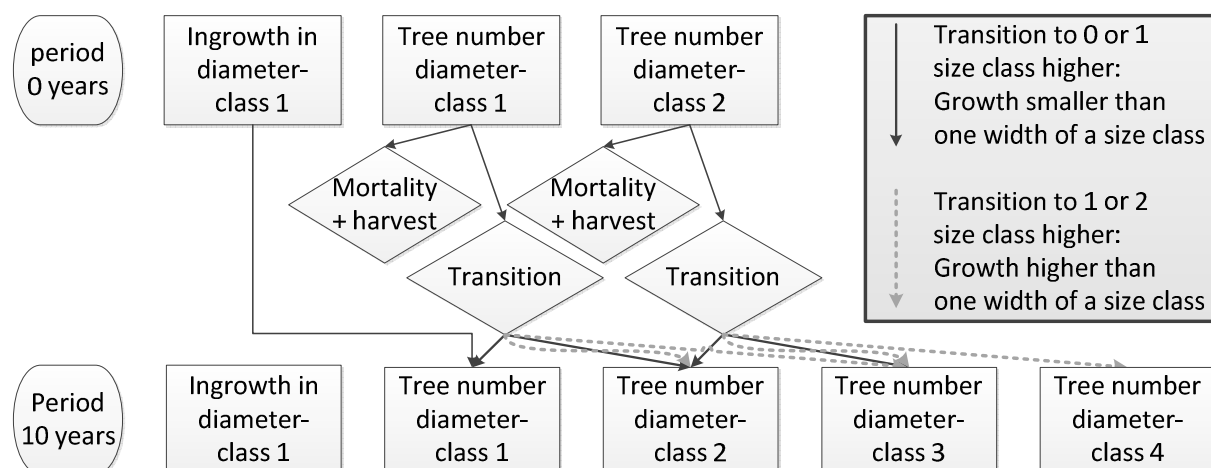 period
0 years
Ingrowth in
diameter-
class 1
Tree number
diameter-
class 1
Tree number
diameter-
class 2
Transition to 0 or 1
size class higher:
Growth smaller than
one width of a size class
Transition to 1 or 2
size class higher:
Growth higher than
one width of a size class
Mortality
+ harvest
Mortality
+ harvest
Transition
Transition
Period
10 years
Ingrowth in
diameter-
class 1
Tree number
diameter-
class 1
Tree number
diameter-
class 2
Tree number
diameter-
class 3
Tree number
diameter-
class 4